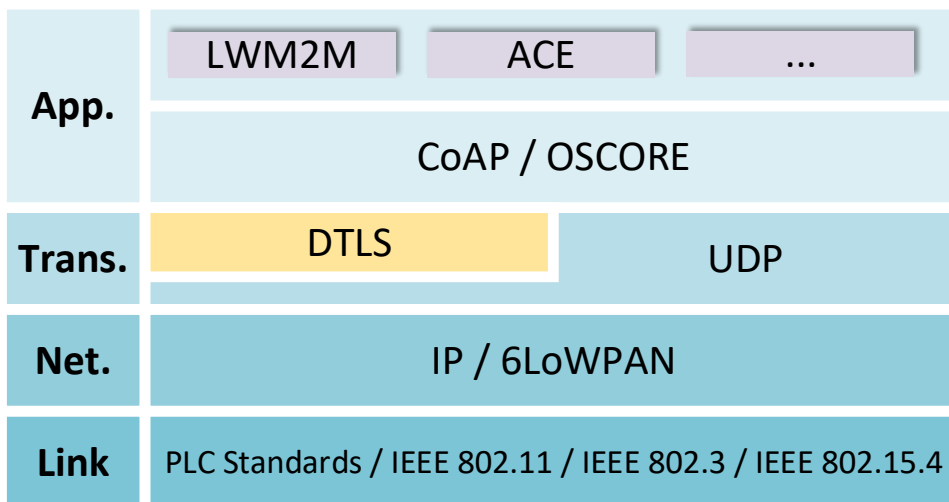 App.
LWM2M ACE ...
CoAP / OSCORE
Trans.
DTLS
UDP
Net.
IP / 6LoWPAN
Link
PLC Standards / IEEE 802.11 / IEEE 802.3 / IEEE 802.15.4